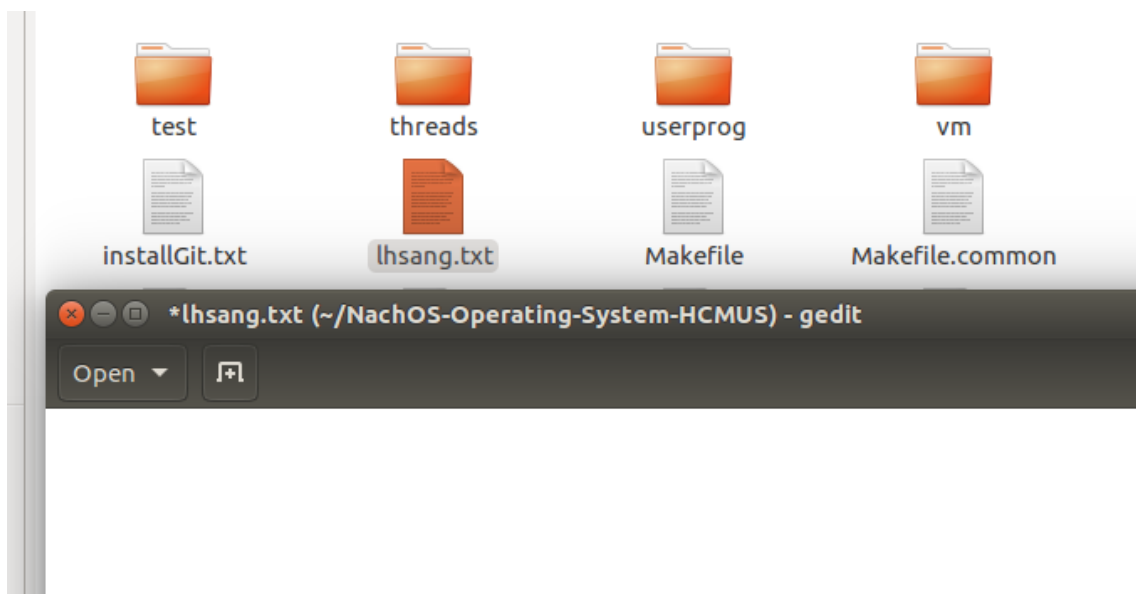 test threads userprog vm
installGit.txt lhsang.txt Makefile Makefile.common
*lhsang.txt (~/NachOS-Operating-System-HCMUS) - gedit
Open